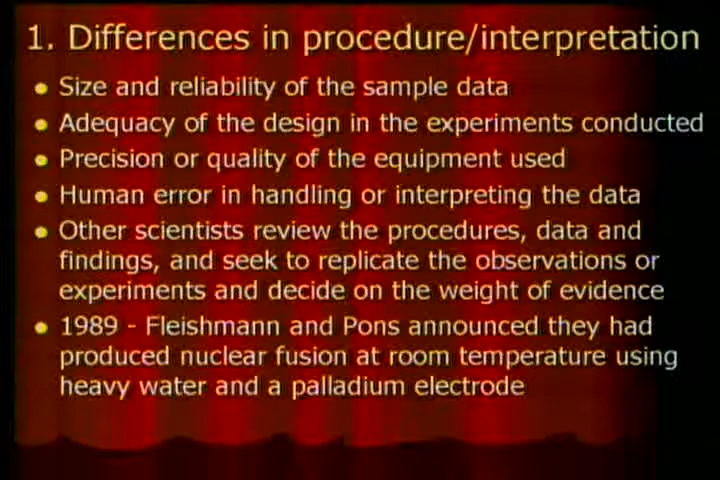 1. Differences in procedure/interpretation
• Size and reliability of the sample data
• Adequacy of the design in the experiments conducted
• Precision or quality of the equipment used
• Human error in handling or interpreting the data
• Other scientists review the procedures, data and
findings, and seek to replicate the observations or
experiments and decide on the weight of evidence
• 1989 - Fleishmann and Pons announced they had
produced nuclear fusion at room temperature using
heavy water and a palladium electrode